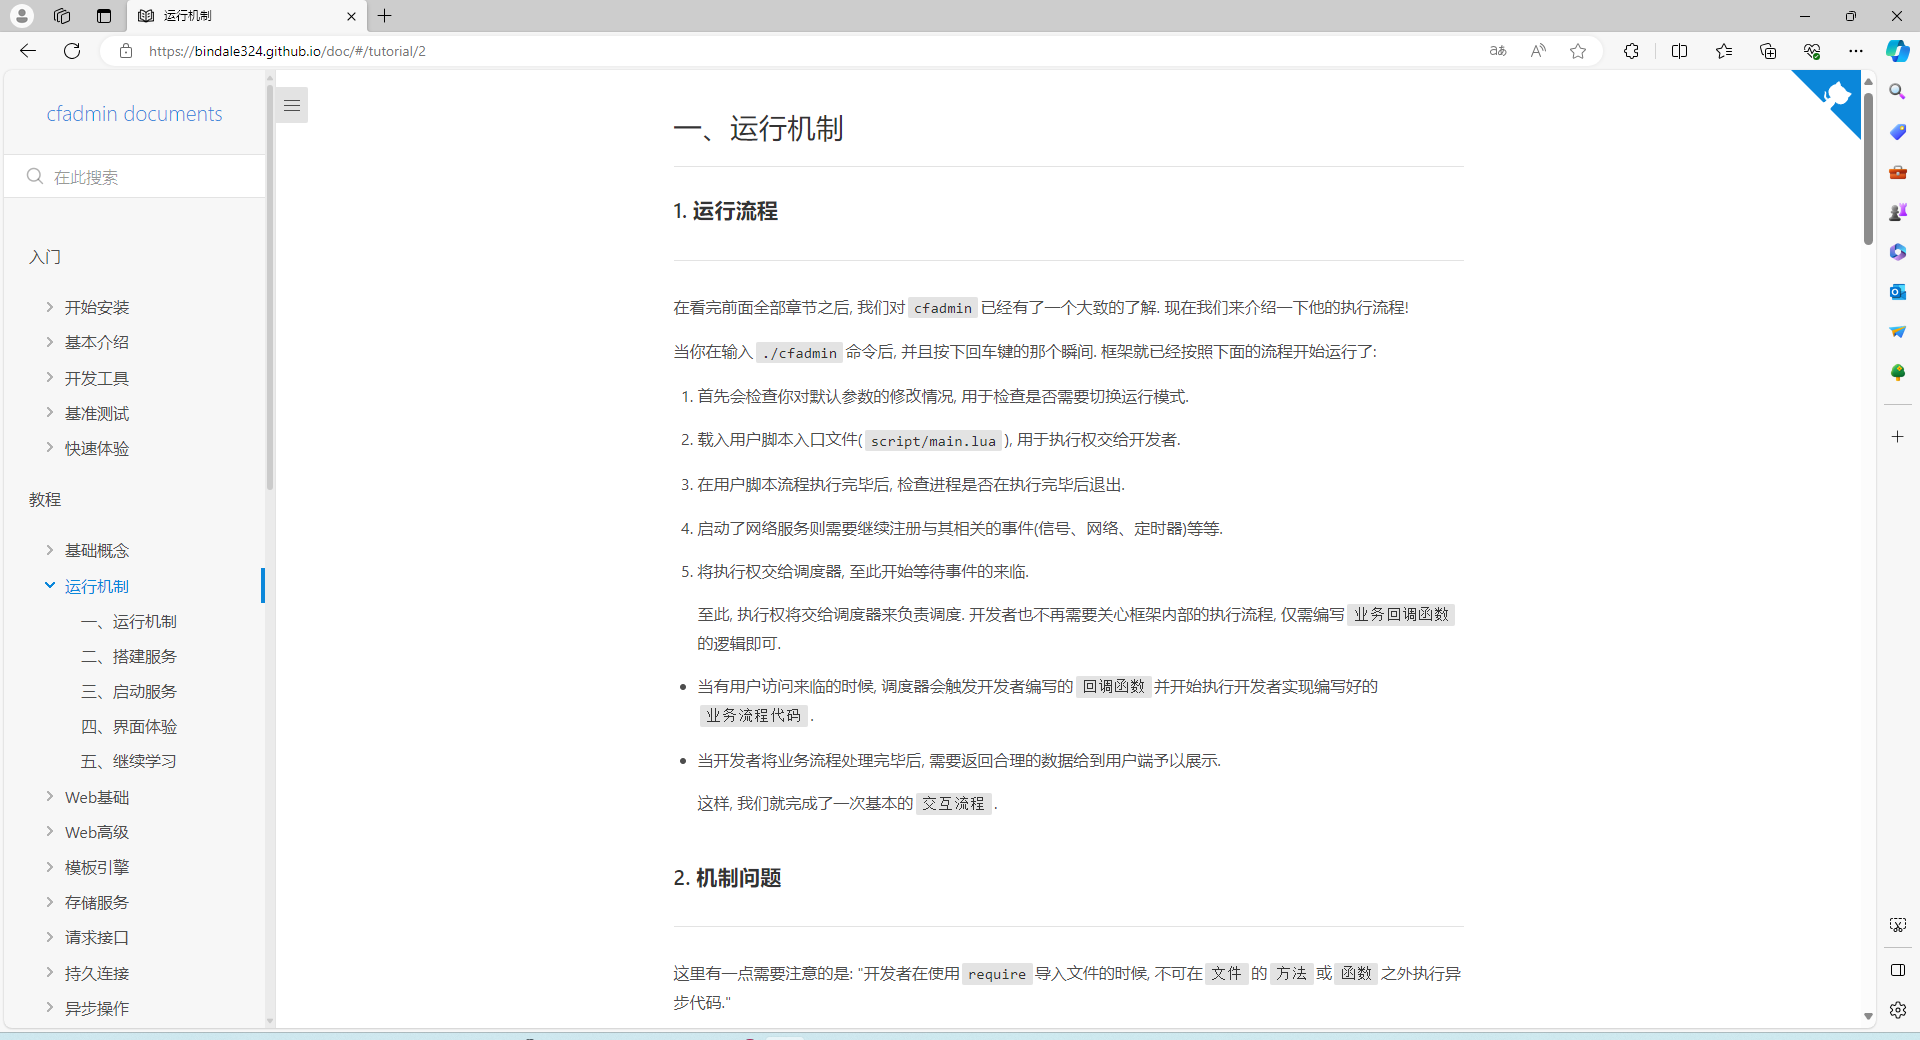 运行机制
https://bindale324.github.io/doc/#/tutorial/2
cfadmin documents
在此搜索
入门
开始安装
基本介绍
开发工具
基准测试
快速体验
教程
基础概念
运行机制
一、运行机制
二、搭建服务
三、启动服务
四、界面体验
五、继续学习
Web基础
Web高级
模板引擎
存储服务
请求接口
持久连接
异步操作
一、运行机制
1. 运行流程
在看完前面全部章节之后, 我们对 cfadmin 已经有了一个大致的了解. 现在我们来介绍一下他的执行流程!
当你在输入 ./cfadmin 命令后, 并且按下回车键的那个瞬间. 框架就已经按照下面的流程开始运行了:
1. 首先会检查你对默认参数的修改情况, 用于检查是否需要切换运行模式.
2. 载入用户脚本入口文件( script/main.lua ), 用于执行权交给开发者.
3. 在用户脚本流程执行完毕后, 检查进程是否在执行完毕后退出.
4. 启动了网络服务则需要继续注册与其相关的事件(信号、网络、定时器)等等.
5. 将执行权交给调度器, 至此开始等待事件的来临.
至此, 执行权将交给调度器来负责调度. 开发者也不再需要关心框架内部的执行流程, 仅需编写 业务回调函数
的逻辑即可.
• 当有用户访问来临的时候, 调度器会触发开发者编写的 回调函数 并开始执行开发者实现编写好的
业务流程代码 .
• 当开发者将业务流程处理完毕后, 需要返回合理的数据给到用户端予以展示.
这样, 我们就完成了一次基本的 交互流程 .
2. 机制问题
这里有一点需要注意的是: "开发者在使用 require 导入文件的时候, 不可在 文件 的 方法 或 函数 之外执行异
步代码."